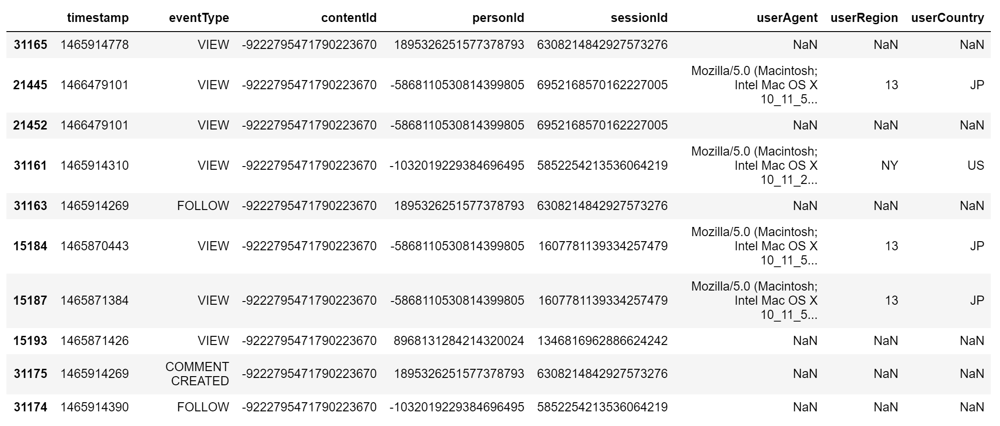 timestamp eventType contentId personId sessionId userAgent userRegion userCountry
31165 1465914778 VIEW -9222795471790223670 1895326251577378793 6308214842927573276 NaN NaN NaN
Mozilla/5.0 (Macintosh;
21445 1466479101 VIEW -9222795471790223670 -5868110530814399805 6952168570162227005 Intel Mac OS X 13 JP
10_11_5...
21452 1466479101 VIEW -9222795471790223670 -5868110530814399805 6952168570162227005 NaN NaN NaN
Mozilla/5.0 (Macintosh;
31161 1465914310 VIEW -9222795471790223670 -1032019229384696495 5852254213536064219 Intel Mac OS X NY US
10_11_2...
31163 1465914269 FOLLOW -9222795471790223670 1895326251577378793 6308214842927573276 NaN NaN NaN
Mozilla/5.0 (Macintosh;
15184 1465870443 VIEW -9222795471790223670 -5868110530814399805 1607781139334257479 Intel Mac OS X 13 JP
10_11_5...
Mozilla/5.0 (Macintosh;
15187 1465871384 VIEW -9222795471790223670 -5868110530814399805 1607781139334257479 Intel Mac OS X 13 JP
10_11_5...
15193 1465871426 VIEW -9222795471790223670 8968131284214320024 1346816962886624242 NaN NaN NaN
COMMENT
31175 1465914269 CREATED -9222795471790223670 1895326251577378793 6308214842927573276 NaN NaN NaN
31174 1465914390 FOLLOW -9222795471790223670 -1032019229384696495 5852254213536064219 NaN NaN NaN